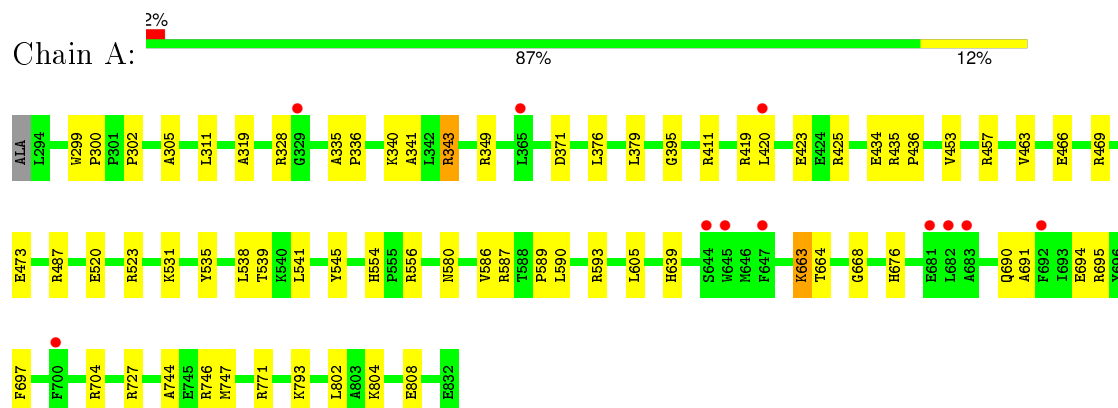 2%
Chain A:
87% 12%
ALA L294 W299 P300 P301 P302 A305 L311 A319 R328 G329 A335 P336 K340 A341 L342 R343 R349 L365 D371 L376 L379 G395 R411 R419 L420 E423 E424 R425 E434 R435 P436 V453 R457 V463 E466 R469
E473 R487 E520 R523 K531 Y535 L538 T539 K540 L541 Y545 H554 P555 R556 N580 V586 R587 T588 P589 L590 R593 L605 H639 S644 W645 M646 F647 K663 T664 G668 H676 E681 L682 A683 Q690 A691 F692 I693 E694 R695 Y696
F697 F700 R704 R727 A744 E745 R746 M747 R771 K793 L802 A803 K804 E808 E832